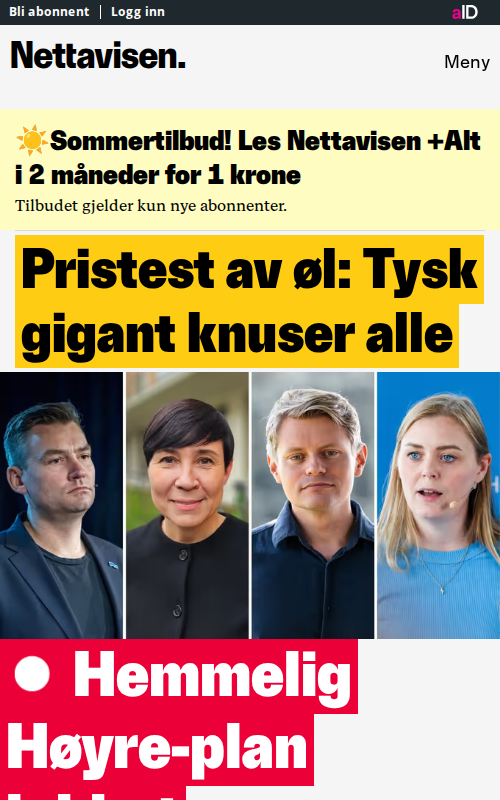 Bli abonnent
Logg inn
aID
Nettavisen.
Meny
Sommertilbud! Les Nettavisen +Alt
i 2 måneder for 1 krone
Tilbudet gjelder kun nye abonnenter.
Pristest av øl: Tysk
gigant knuser alle
Hemmelig
Høyre-plan